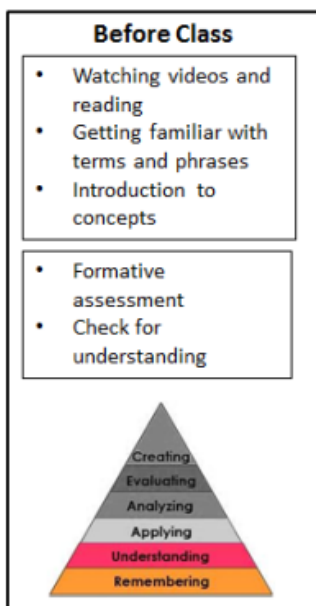 Before Class
• Watching videos and
reading
• Getting familiar with
terms and phrases
• Introduction to
concepts
• Formative
assessment
• Check for
understanding
Creating
Evaluating
Analyzing
Applying
Understanding
Remembering